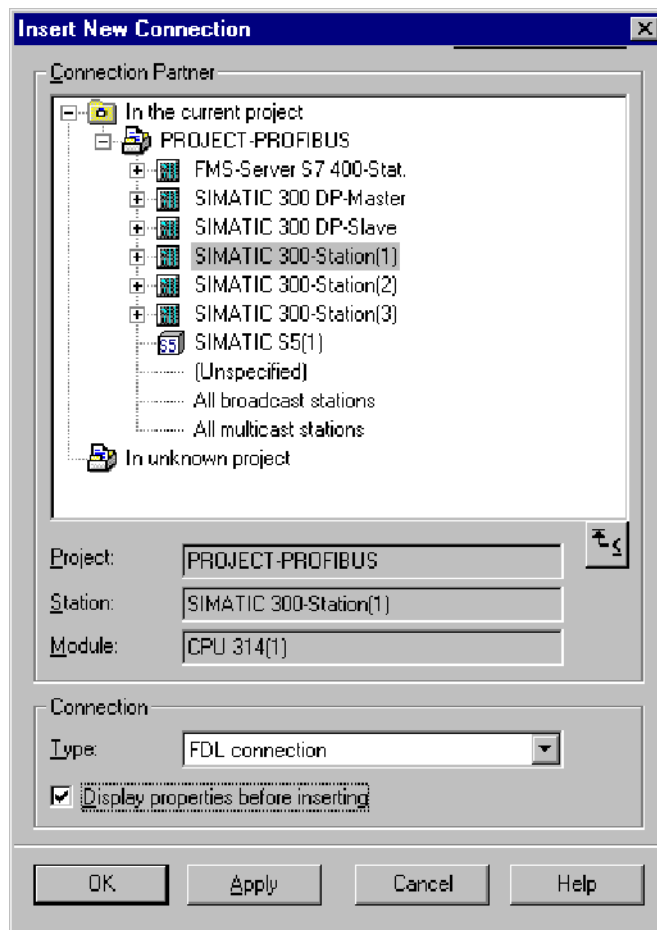 Insert New Connection
Connection Partner
In the current project
PROJECT-PROFIBUS
FMS-Server S7 400-Stat.
SIMATIC 300 DP-Master
SIMATIC 300 DP-Slave
SIMATIC 300-Station(1)
SIMATIC 300-Station(2)
SIMATIC 300-Station(3)
S5 SIMATIC S5(1)
(Unspecified)
All broadcast stations
All multicast stations
In unknown project
Project: PROJECT-PROFIBUS
Station: SIMATIC 300-Station(1)
Module: CPU 314(1)
Connection
Type: FDL connection
Display properties before inserting
OK Apply Cancel Help